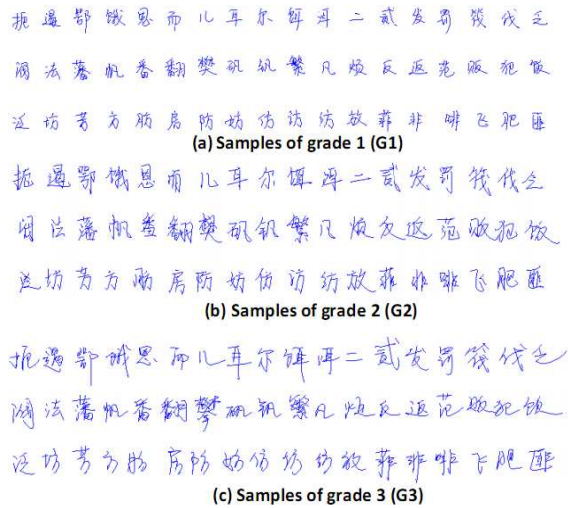 扼 遏 鄂 饿 恩 而 儿 耳 尔 饵 洱 二 贰 发 罚 筏 伐 乏
阀 法 藩 帆 番 翻 樊 矾 钒 繁 凡 烦 反 返 范 贩 犯 饭
泛 坊 芳 方 肪 房 防 妨 仿 访 纺 放 菲 非 啡 飞 肥 匪
(a) Samples of grade 1 (G1)
扼 遏 鄂 饿 恩 而 儿 耳 尔 饵 洱 二 贰 发 罚 筏 伐 乏
阀 法 藩 帆 番 翻 樊 矾 钒 繁 凡 烦 反 返 范 贩 犯 饭
泛 坊 芳 方 肪 房 防 妨 仿 访 纺 放 菲 非 啡 飞 肥 匪
(b) Samples of grade 2 (G2)
扼 遏 鄂 饿 恩 而 儿 耳 尔 饵 洱 二 贰 发 罚 筏 伐 乏
阀 法 藩 帆 番 翻 攀 矾 钒 繁 凡 烦 反 返 范 贩 犯 饭
泛 坊 芳 方 肪 房 防 妨 仿 访 纺 放 菲 非 啡 飞 肥 匪
(c) Samples of grade 3 (G3)